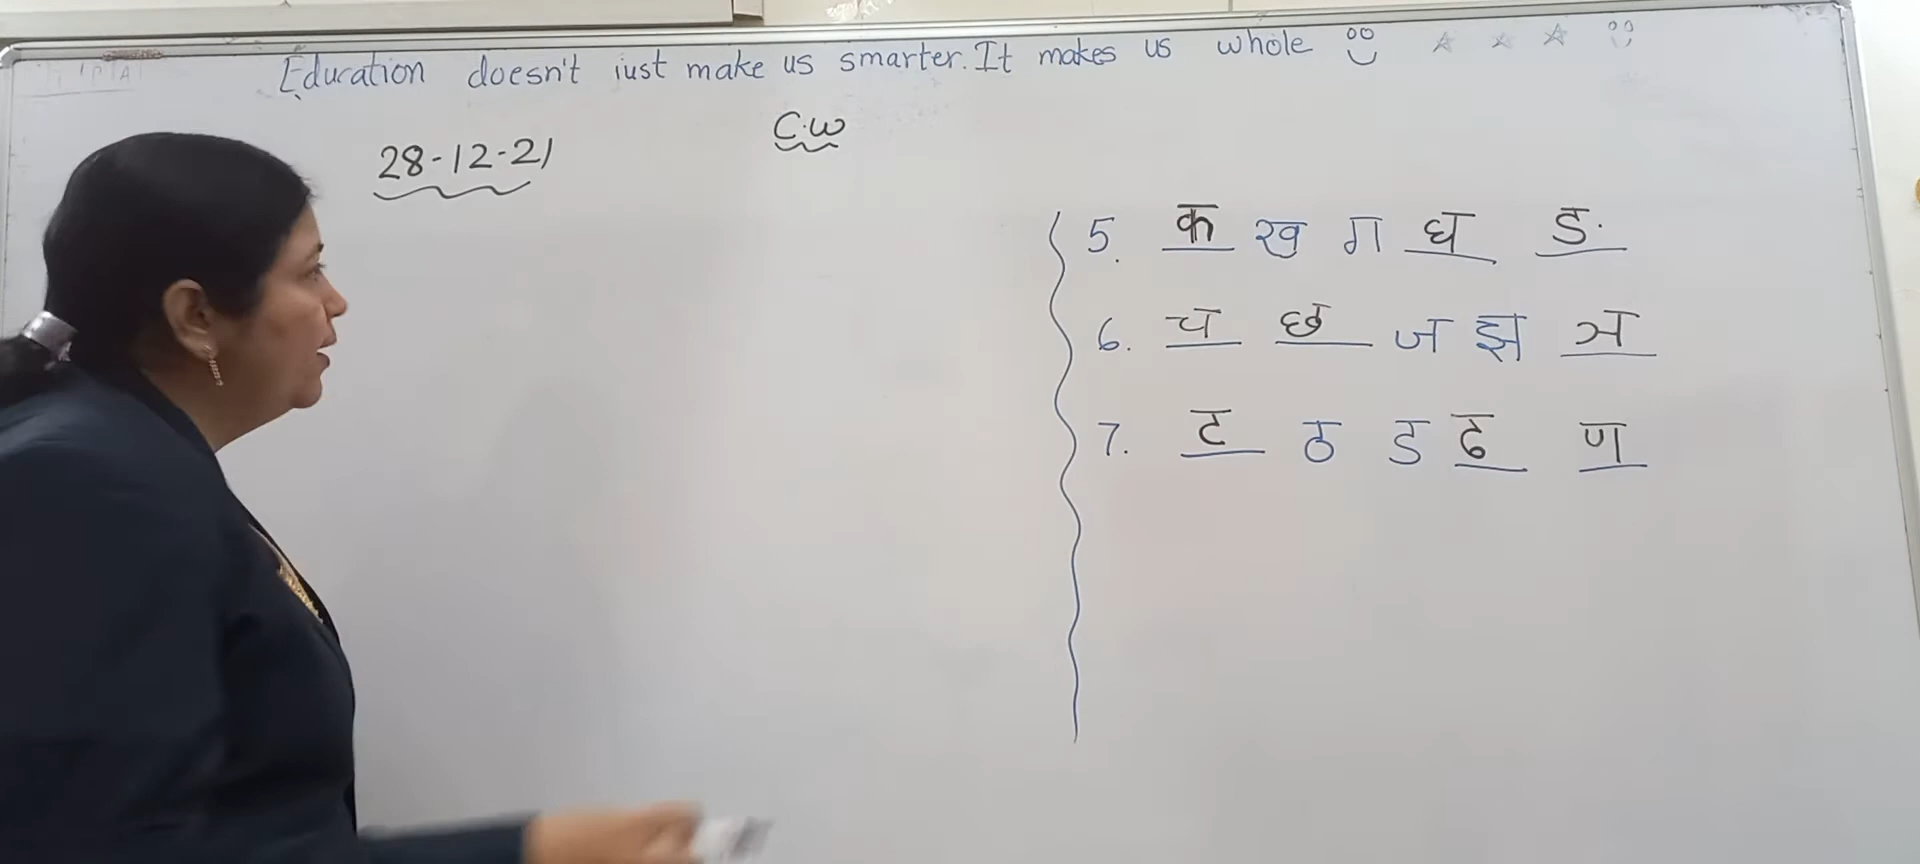 Education doesn't just make us smarter. It makes us whole
28-12-21
C.W
5. क ख ग घ ङ
6. च छ ज झ ञ
7. ट ठ ड ढ ण